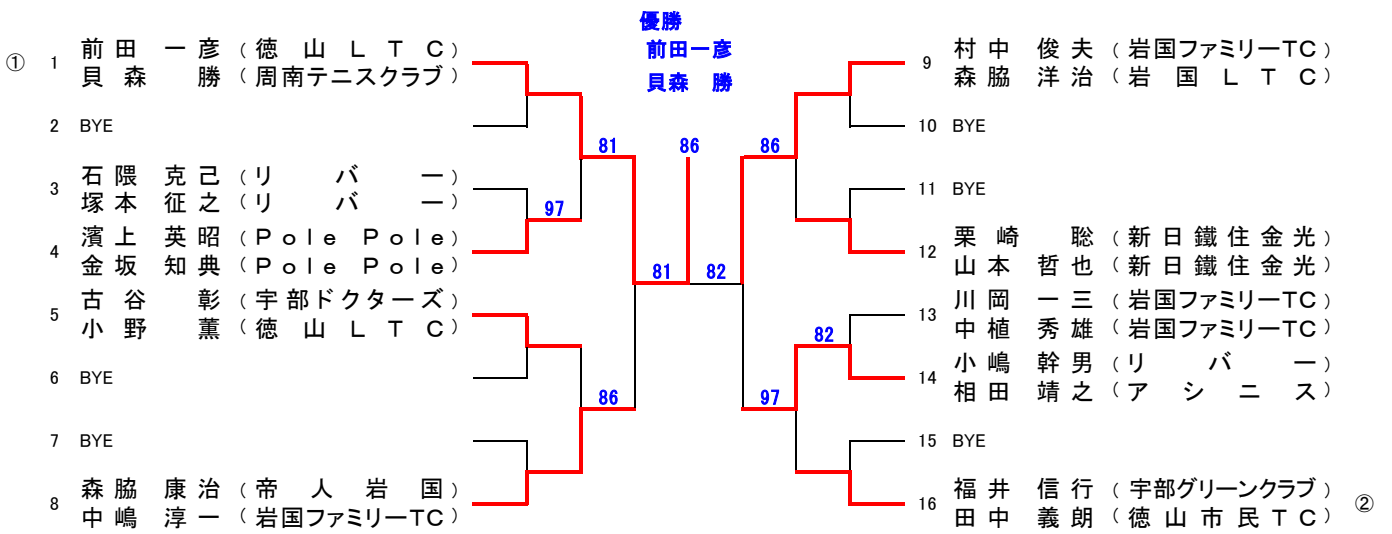 優勝
前田一彦
貝森 勝
① 1 前田 一彦 (徳山LTC)
貝森 勝 (周南テニスクラブ)
2 BYE
3 石隈 克己 (リバー)
塚本 征之 (リバー)
4 濱上 英昭 (Pole Pole)
金坂 知典 (Pole Pole)
5 古谷 彰 (宇部ドクターズ)
小野 薫 (徳山LTC)
6 BYE
7 BYE
8 森脇 康治 (帝人岩国)
中嶋 淳一 (岩国ファミリーTC)
81
97
86
81
86
82
86
82
97
9 村中 俊夫 (岩国ファミリーTC)
森脇 洋治 (岩国LTC)
10 BYE
11 BYE
12 栗崎 聡 (新日鐵住金光)
山本 哲也 (新日鐵住金光)
13 川岡 一三 (岩国ファミリーTC)
中植 秀雄 (岩国ファミリーTC)
14 小嶋 幹男 (リバー)
相田 靖之 (アシニス)
15 BYE
16 福井 信行 (宇部グリーンクラブ) ②
田中 義朗 (徳山市民TC)